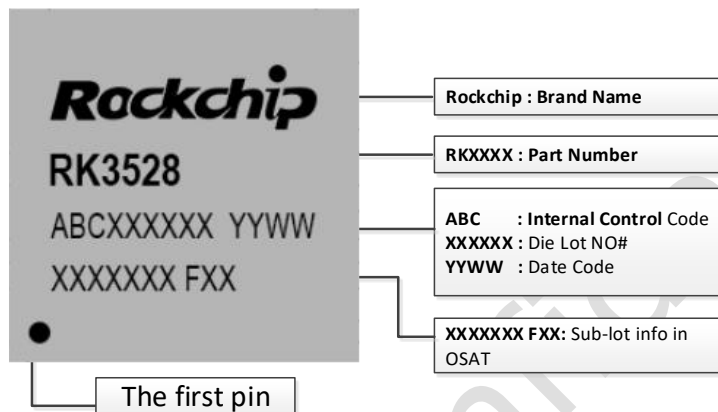 Rockchip
RK3528
ABCXXXXXX YYWW
XXXXXXX FXX
The first pin
Rockchip : Brand Name
RKXXXX : Part Number
ABC : Internal Control Code
XXXXXX : Die Lot NO#
YYWW : Date Code
XXXXXXX FXX: Sub-lot info in
OSAT